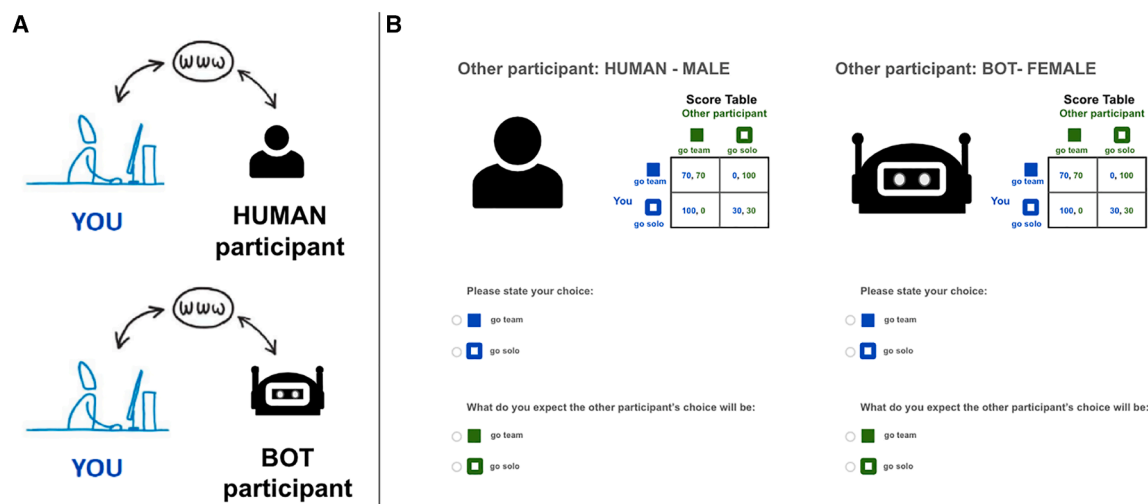 A
www
YOU
HUMAN
participant
www
YOU
BOT
participant
B
Other participant: HUMAN - MALE
Score Table
Other participant
go team
go solo
go team
70, 70
0, 100
You
go solo
100, 0
30, 30
Please state your choice:
go team
go solo
What do you expect the other participant's choice will be:
go team
go solo
Other participant: BOT- FEMALE
Score Table
Other participant
go team
go solo
go team
70, 70
0, 100
You
go solo
100, 0
30, 30
Please state your choice:
go team
go solo
What do you expect the other participant's choice will be:
go team
go solo